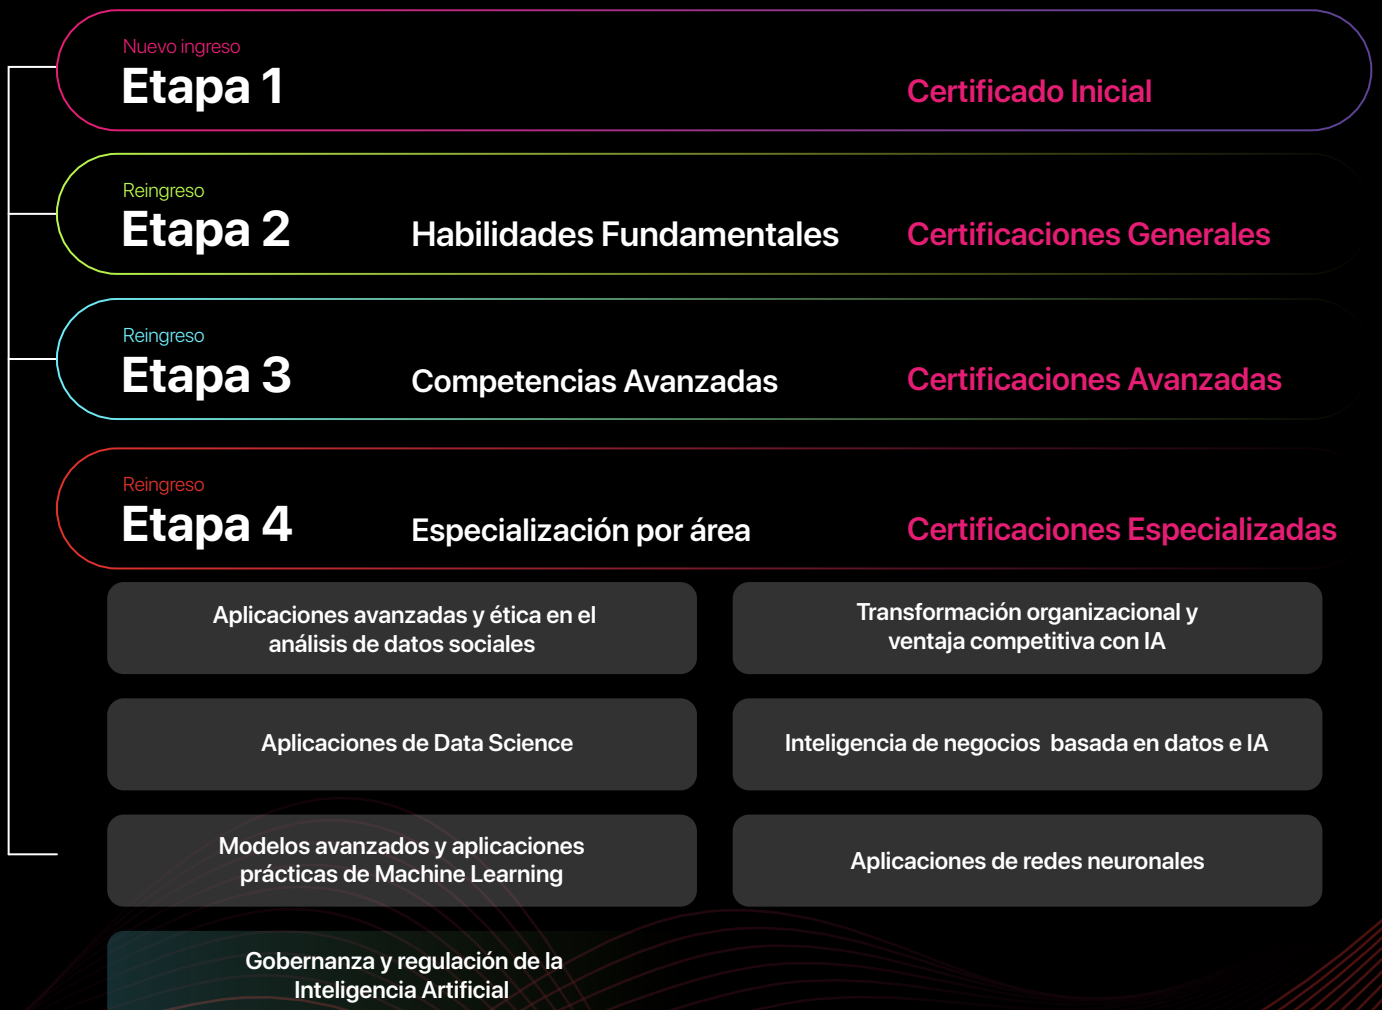 Nuevo ingreso
Etapa 1
Certificado Inicial
Reingreso
Etapa 2
Habilidades Fundamentales
Certificaciones Generales
Reingreso
Etapa 3
Competencias Avanzadas
Certificaciones Avanzadas
Reingreso
Etapa 4
Especialización por área
Certificaciones Especializadas
Aplicaciones avanzadas y ética en el
análisis de datos sociales
Transformación organizacional y
ventaja competitiva con IA
Aplicaciones de Data Science
Inteligencia de negocios  basada en datos e IA
Modelos avanzados y aplicaciones
prácticas de Machine Learning
Aplicaciones de redes neuronales
Gobernanza y regulación de la
Inteligencia Artificial